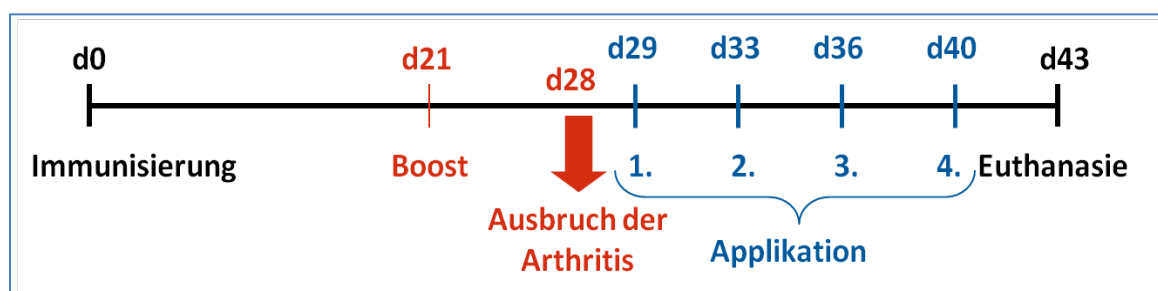 d0
d21
d28
d29
d33
d36
d40
d43
Immunisierung
Boost
1.
2.
3.
4.
Euthanasie
Ausbruch der
Arthritis
Applikation